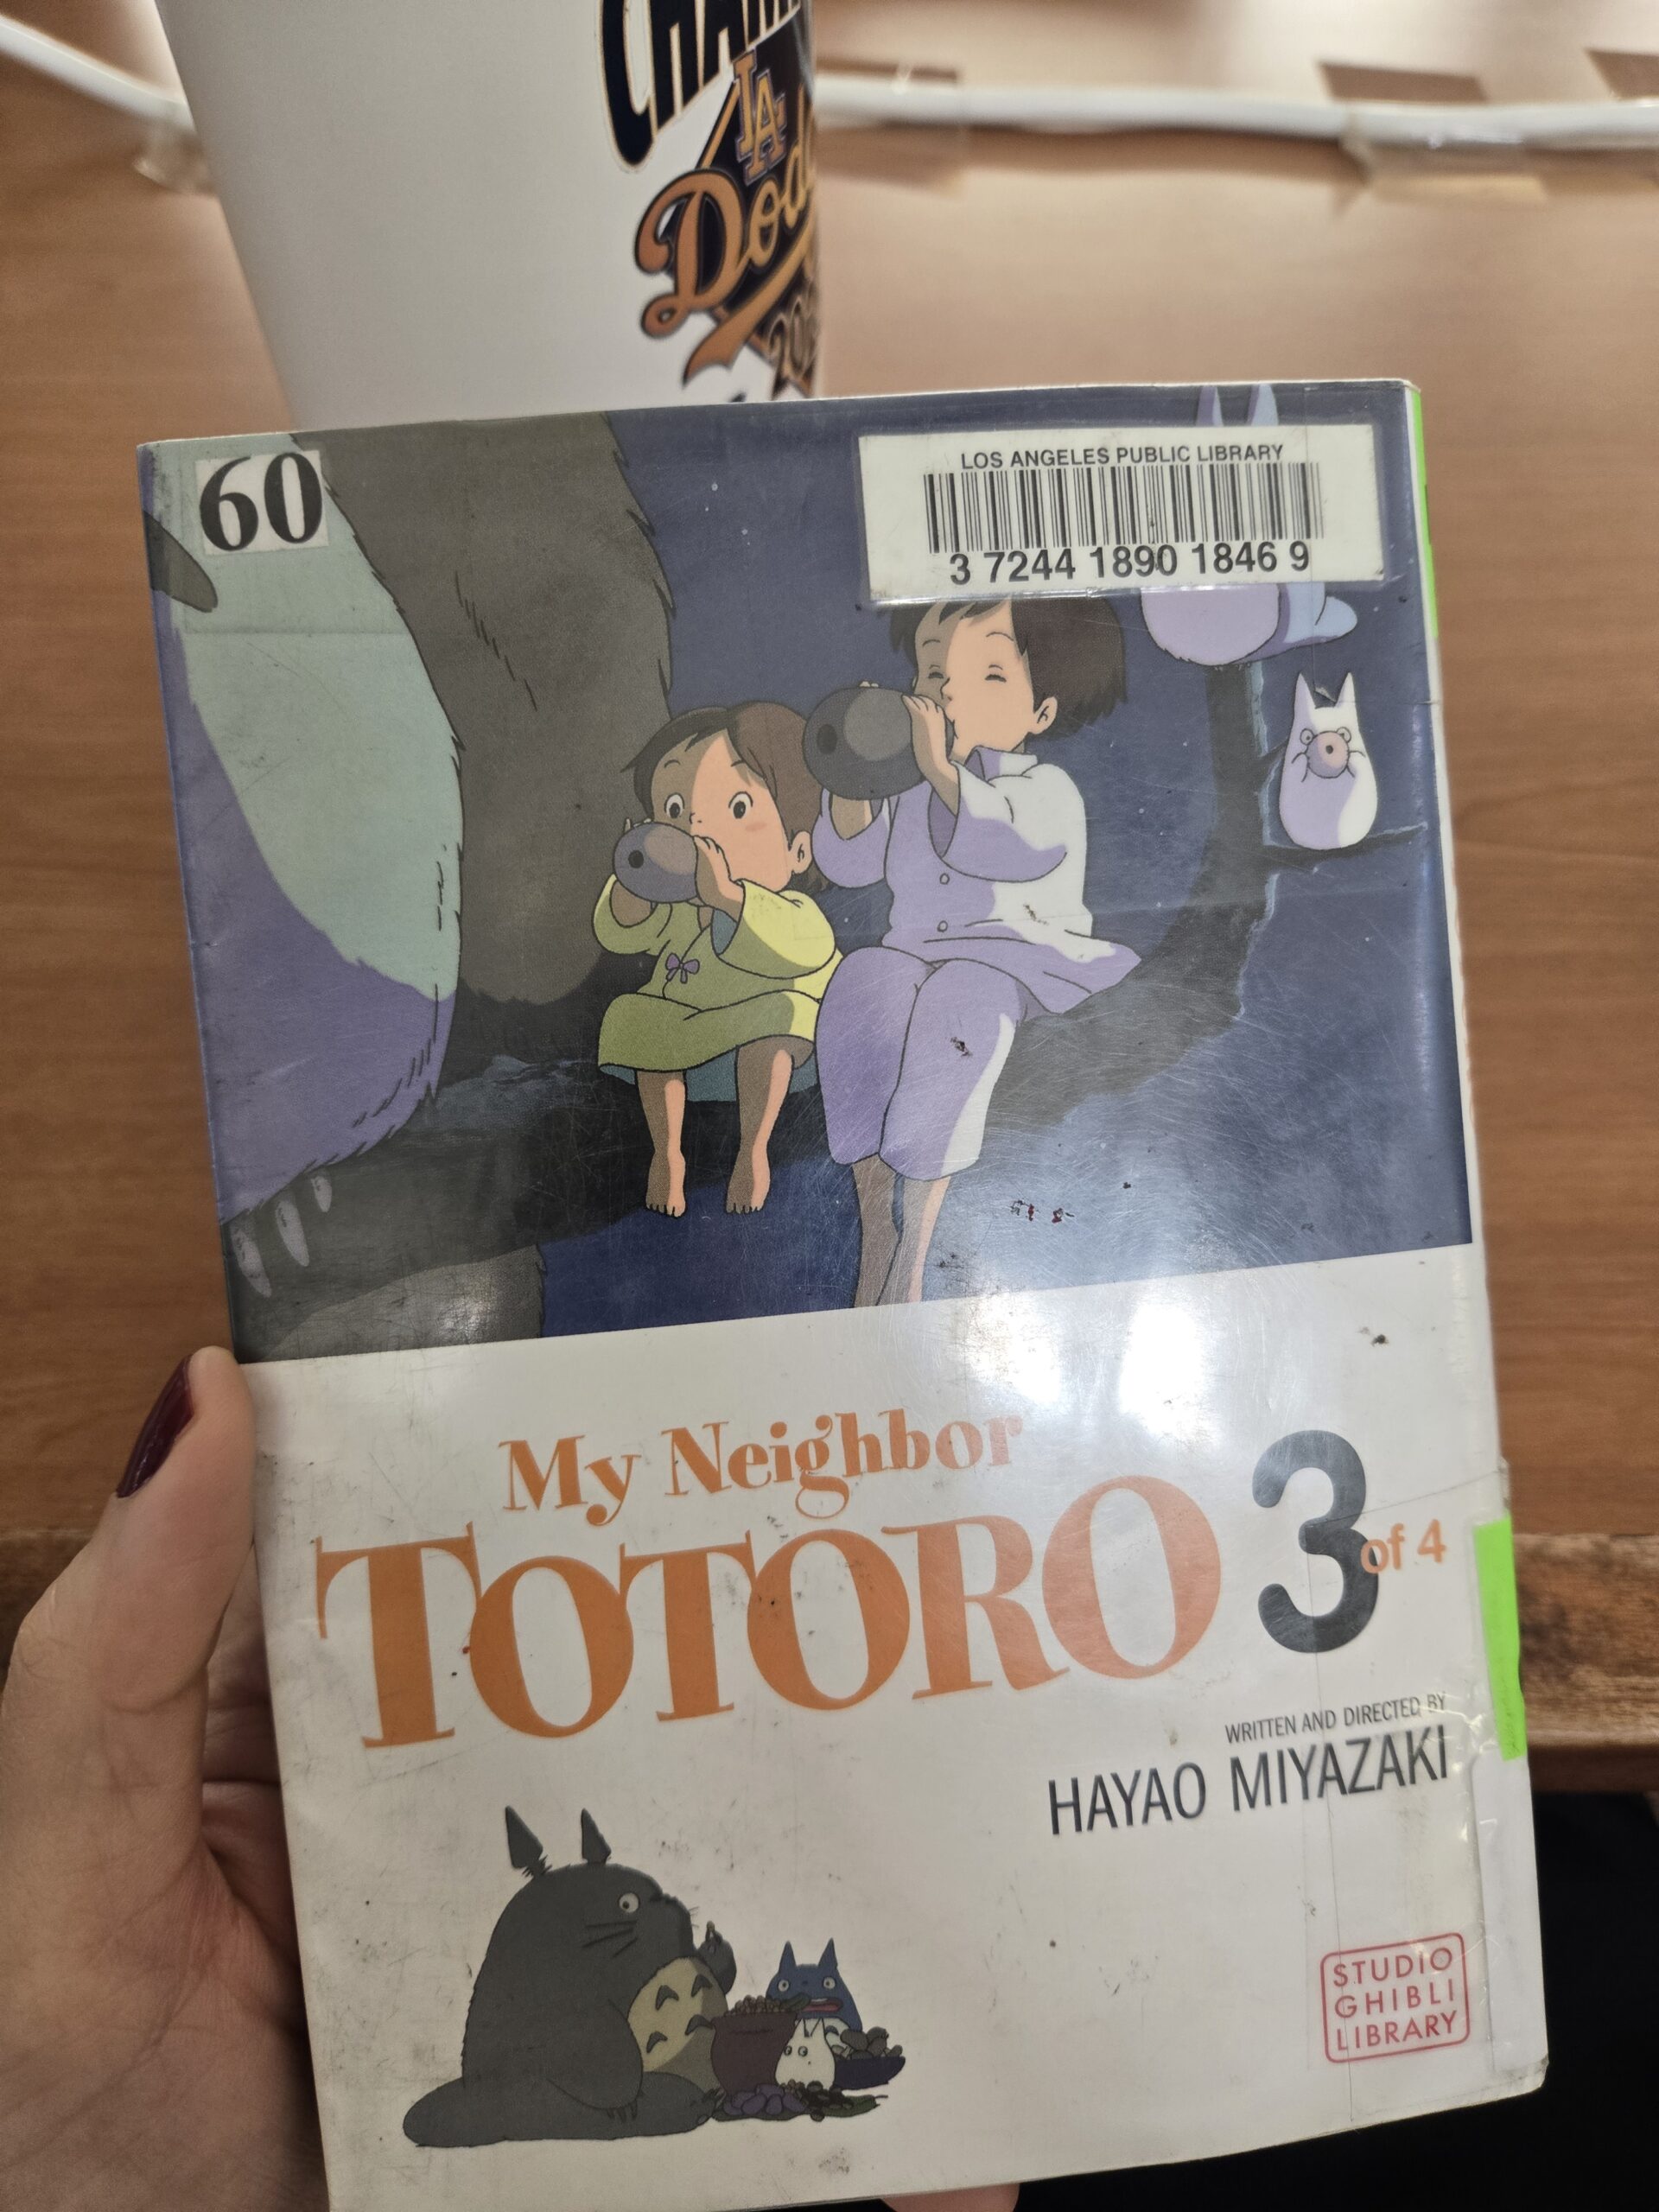 LA
60
LOS ANGELES PUBLIC LIBRARY
3 7244 1890 1846 9
My Neighbor
TOTORO 3 of 4
WRITTEN AND DIRECTED BY
HAYAO MIYAZAKI
STUDIO
GHIBLI
LIBRARY